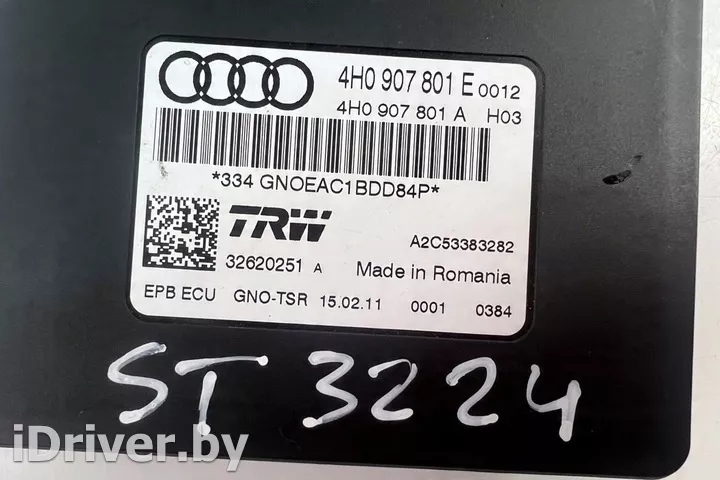 4H0 907 801 E 0012
4H0 907 801 A H03
*334 GNOEAC1BDD84P*
TRW
A2C53383282
32620251 A Made in Romania
EPB ECU GNO-TSR 15.02.11 0001 0384
ST 3224
iDriver.by